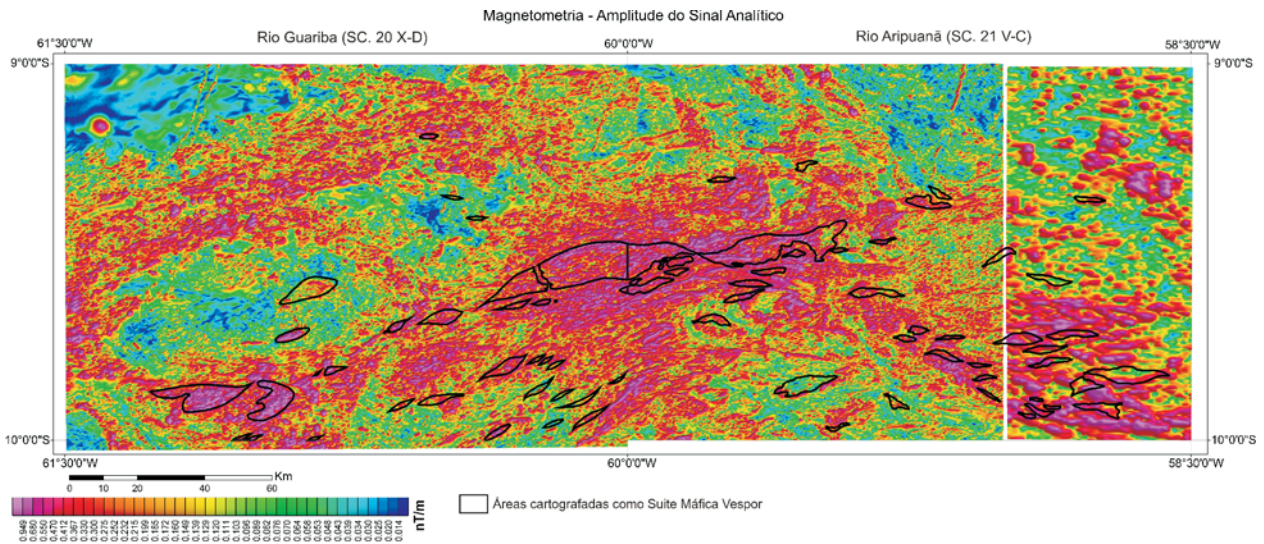 Magnetometria - Amplitude do Sinal Analítico
Rio Guariba (SC. 20 X-D)
Rio Aripuanã (SC. 21 V-C)
61°30'0"W
60°0'0"W
58°30'0"W
9°0'0"S
9°0'0"S
10°0'0"S
10°0'0"S
61°30'0"W
60°0'0"W
58°30'0"W
Km
0 10 20 40 60
0.949 0.680 0.550 0.470 0.412 0.367 0.330 0.300 0.275 0.252 0.232 0.215 0.199 0.185 0.172 0.160 0.149 0.139 0.129 0.120 0.111 0.103 0.096 0.089 0.082 0.076 0.070 0.064 0.058 0.053 0.048 0.043 0.039 0.034 0.030 0.025 0.020 0.014
nT/m
Áreas cartografadas como Suite Máfica Vespor